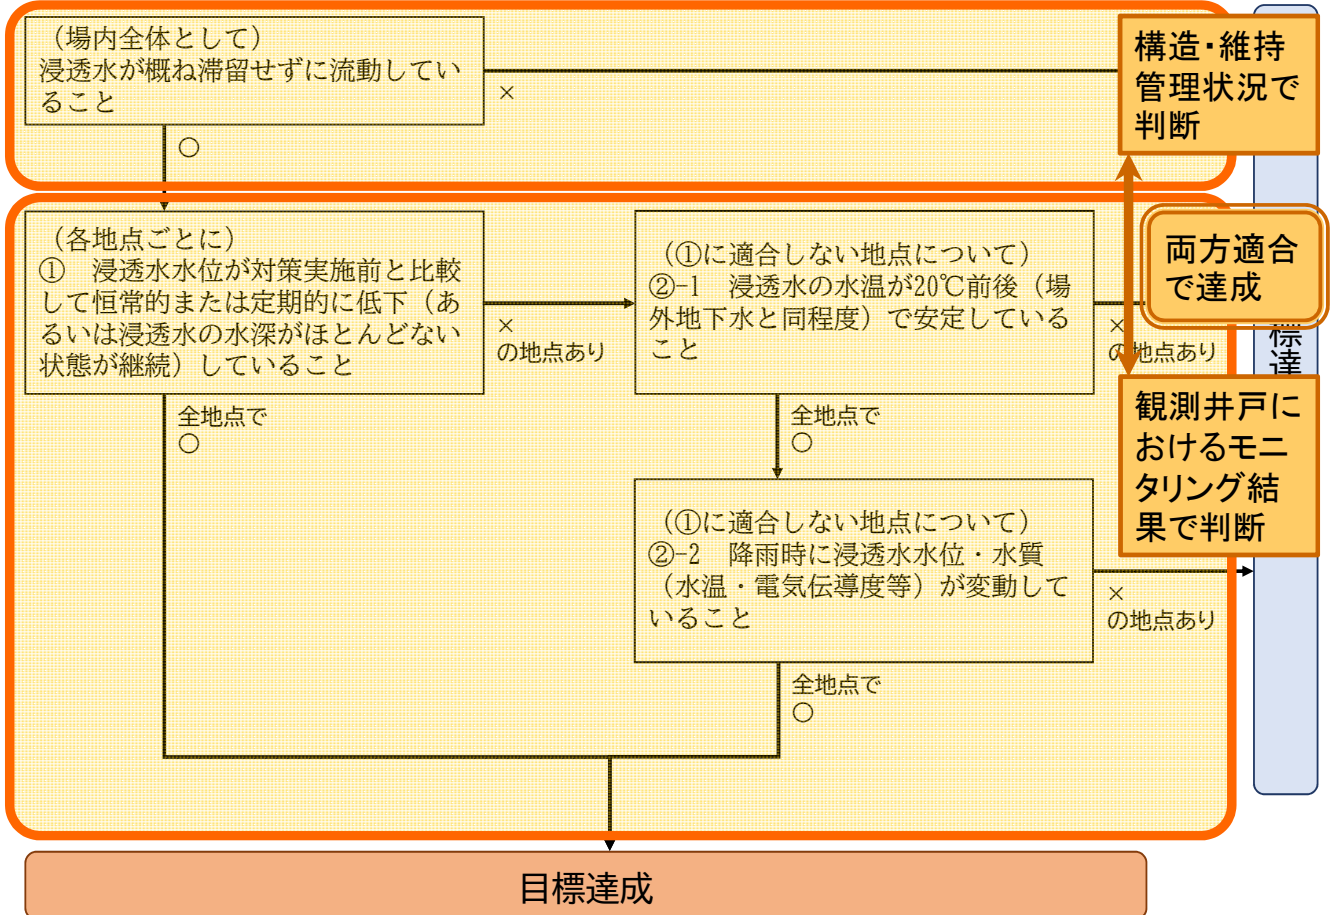 （場内全体として）
浸透水が概ね滞留せずに流動してい
ること
×
○
構造・維持
管理状況で
判断
（各地点ごとに）
①　浸透水水位が対策実施前と比較
して恒常的または定期的に低下（あ
るいは浸透水の水深がほとんどない
状態が継続）していること
×
の地点あり
全地点で
○
（①に適合しない地点について）
②-1　浸透水の水温が20℃前後（場
外地下水と同程度）で安定している
こと
×
の地点あり
全地点で
○
両方適合
で達成
標達
観測井戸に
おけるモニ
タリング結
果で判断
（①に適合しない地点について）
②-2　降雨時に浸透水水位・水質
（水温・電気伝導度等）が変動して
いること
×
の地点あり
全地点で
○
目標達成